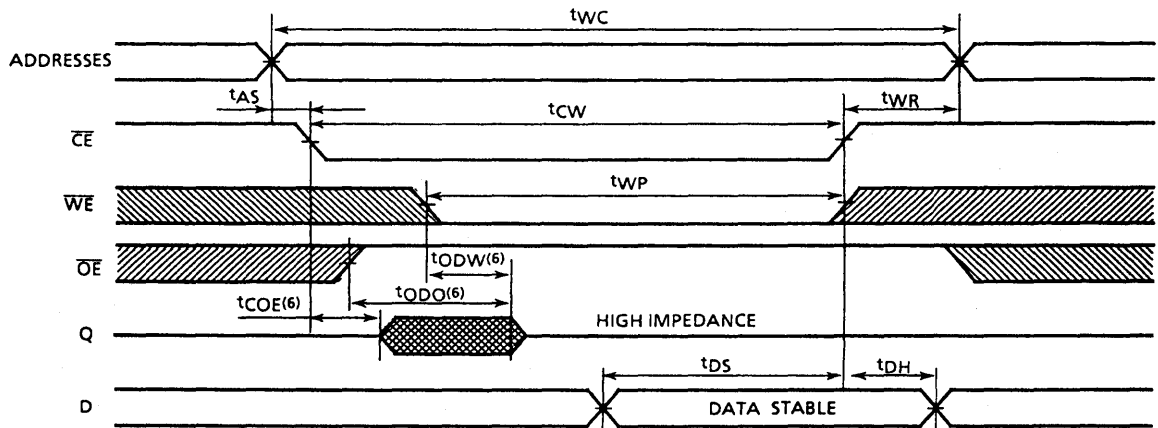 tWC
ADDRESSES
tAS
tCW
tWR
CE
tWP
WE
OE
tODW(6)
tODO(6)
tCOE(6)
Q
HIGH IMPEDANCE
tDS
tDH
D
DATA STABLE